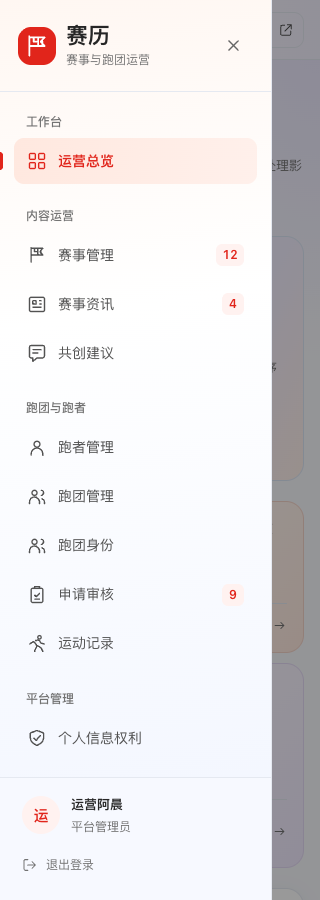 赛历
赛事与跑团运营
工作台
运营总览
内容运营
赛事管理 12
赛事资讯 4
共创建议
跑团与跑者
跑者管理
跑团管理
跑团身份
申请审核 9
运动记录
平台管理
个人信息权利
运 运营阿晨
平台管理员
退出登录
处理影